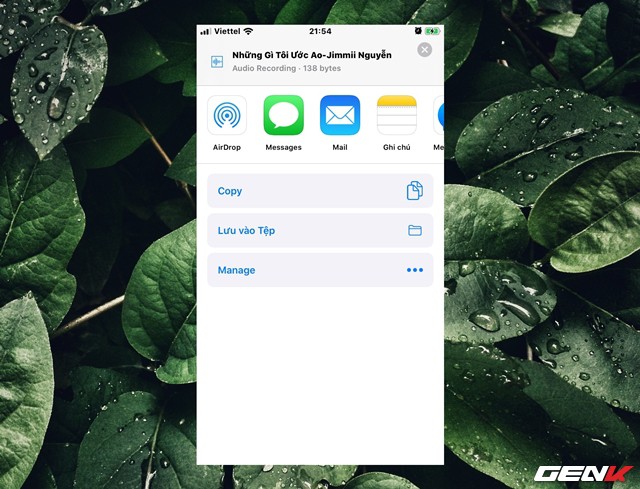 Viettel 21:54
Những Gì Tôi Ước Ao-Jimmii Nguyễn
Audio Recording · 138 bytes
AirDrop Messages Mail Ghi chú Me
Copy
Lưu vào Tệp
Manage
GENK